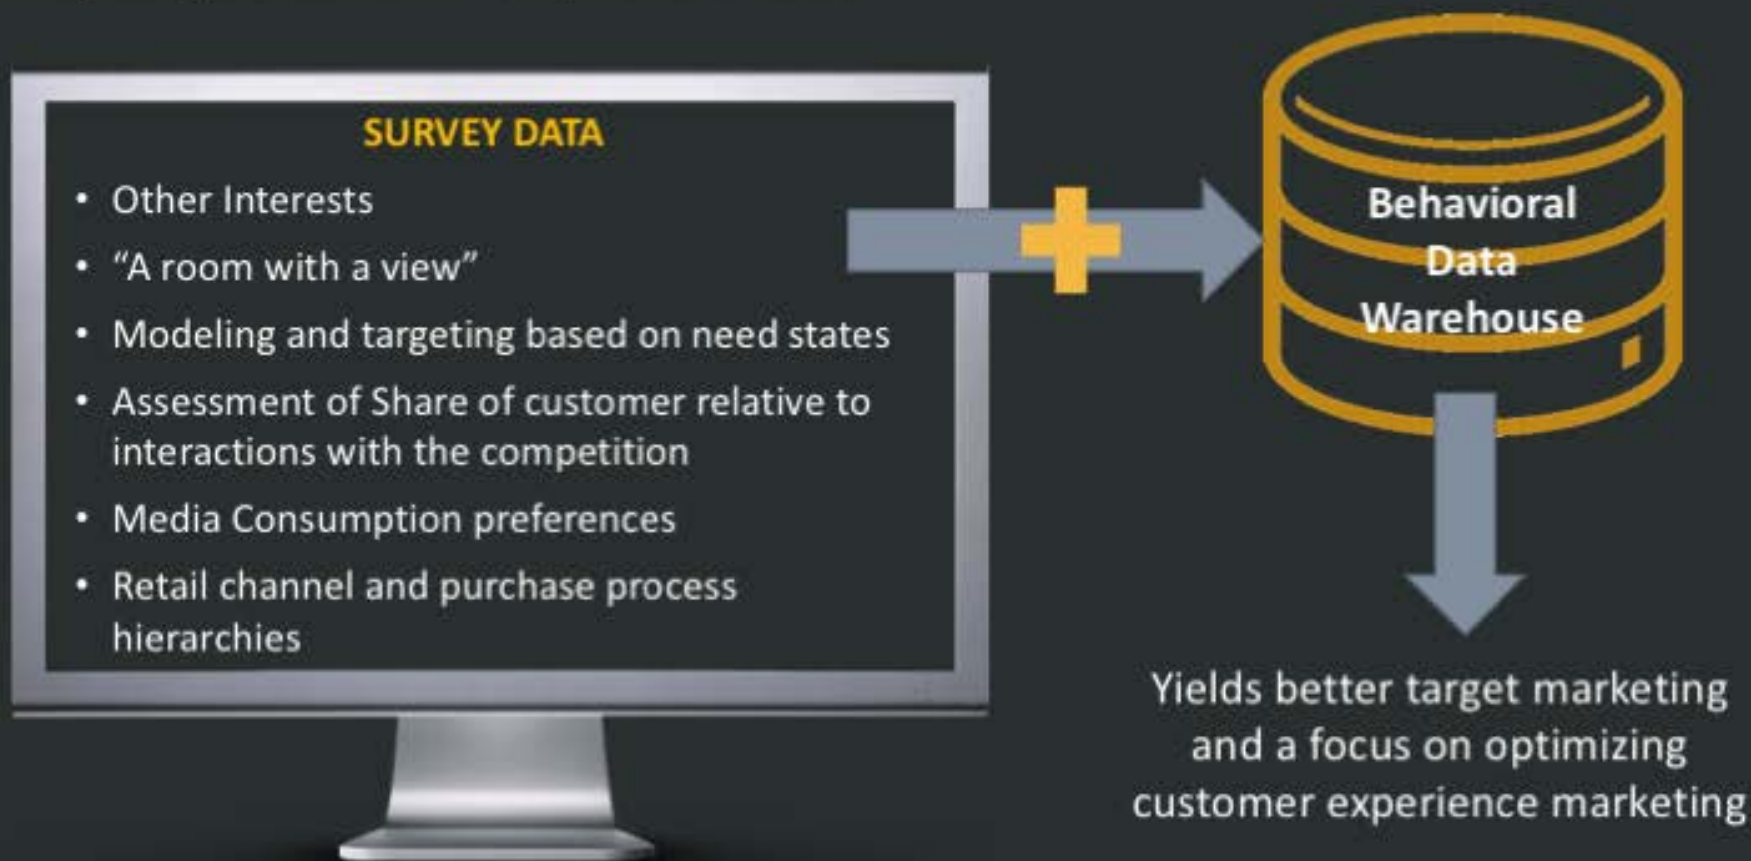 SURVEY DATA
• Other Interests
• “A room with a view”
• Modeling and targeting based on need states
• Assessment of Share of customer relative to
interactions with the competition
• Media Consumption preferences
• Retail channel and purchase process
hierarchies
Behavioral
Data
Warehouse
Yields better target marketing
and a focus on optimizing
customer experience marketing